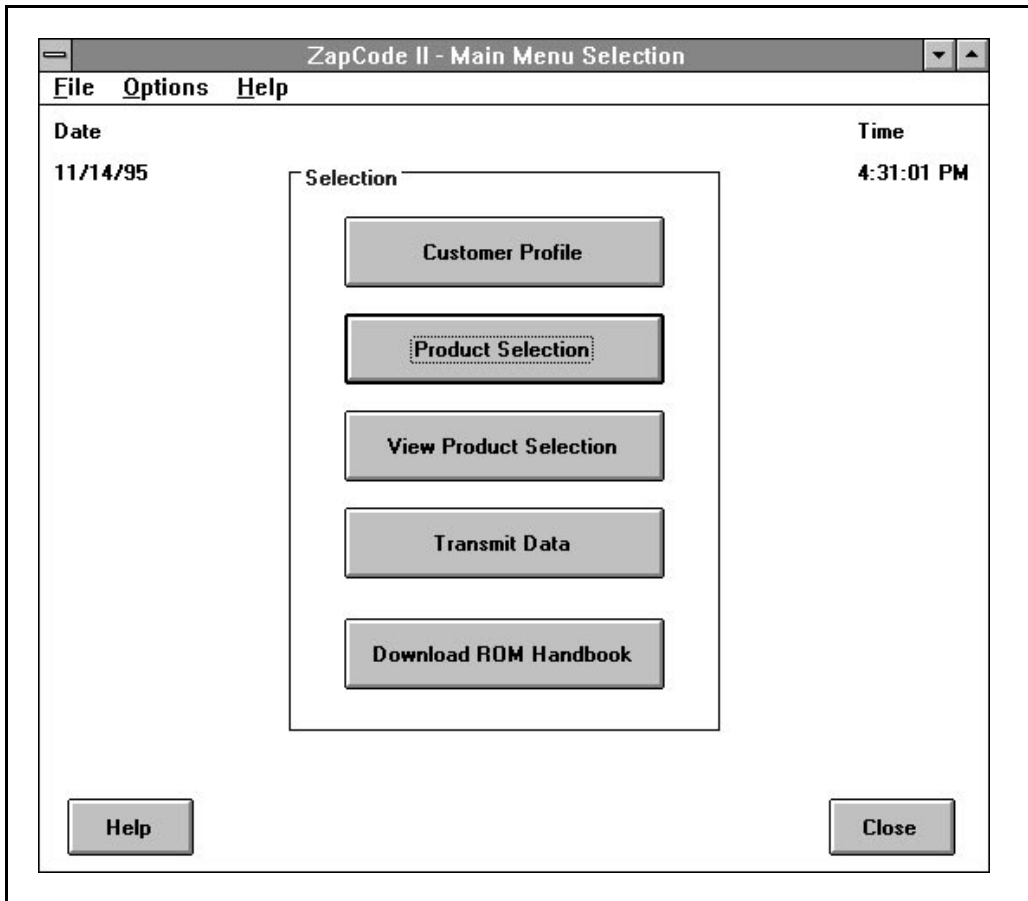 ZapCode II - Main Menu Selection
File Options Help
Date Time
11/14/95 4:31:01 PM
Selection
Customer Profile
Product Selection
View Product Selection
Transmit Data
Download ROM Handbook
Help Close